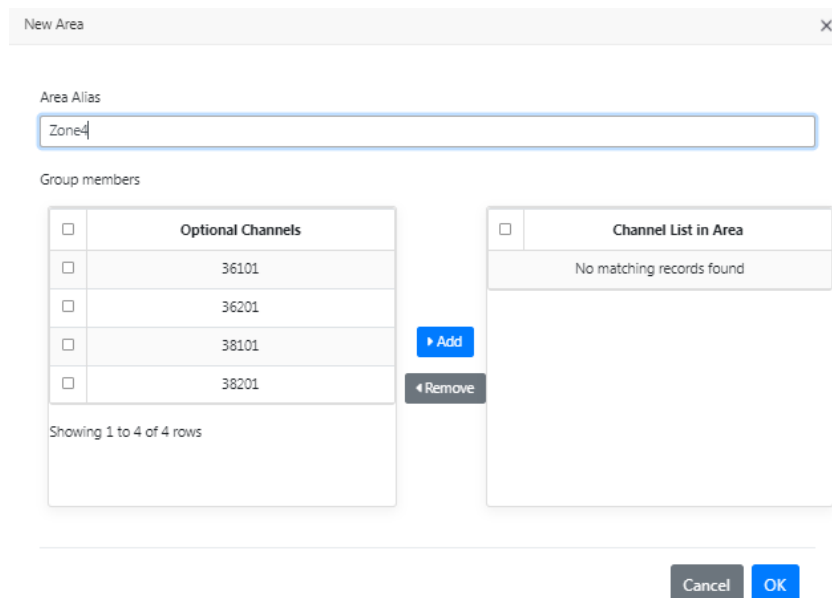 New Area
×
Area Alias
Zone4
Group members
Optional Channels
36101
36201
38101
38201
Showing 1 to 4 of 4 rows
Add
Remove
Channel List in Area
No matching records found
Cancel OK